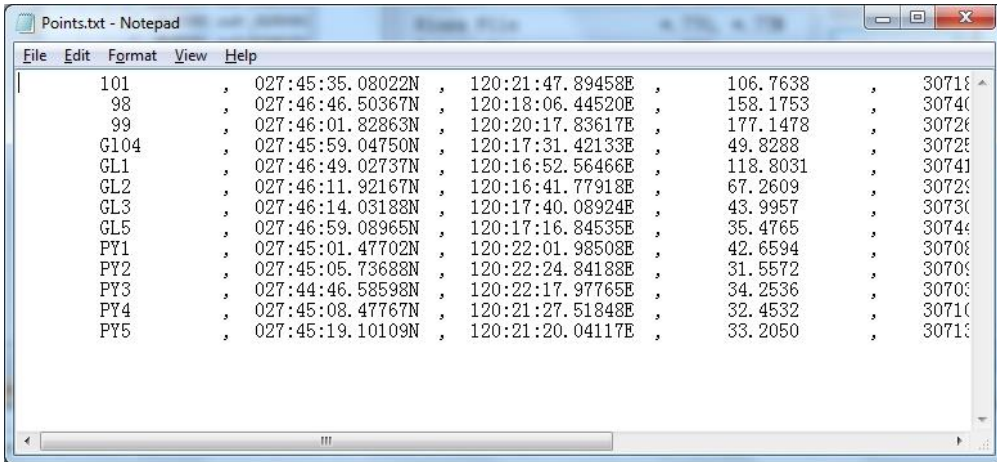 Points.txt - Notepad
File Edit Format View Help
101 , 027:45:35.08022N , 120:21:47.89458E , 106.7638 ,
98 , 027:46:46.50367N , 120:18:06.44520E , 158.1753 ,
99 , 027:46:01.82863N , 120:20:17.83617E , 177.1478 ,
G104 , 027:45:59.04750N , 120:17:31.42133E , 49.8288 ,
GL1 , 027:46:49.02737N , 120:16:52.56466E , 118.8031 ,
GL2 , 027:46:11.92167N , 120:16:41.77918E , 67.2609 ,
GL3 , 027:46:14.03188N , 120:17:40.08924E , 43.9957 ,
GL5 , 027:46:59.08965N , 120:17:16.84535E , 35.4765 ,
PY1 , 027:45:01.47702N , 120:22:01.98508E , 42.6594 ,
PY2 , 027:45:05.73688N , 120:22:24.84188E , 31.5572 ,
PY3 , 027:44:46.58598N , 120:22:17.97765E , 34.2536 ,
PY4 , 027:45:08.47767N , 120:21:27.51848E , 32.4532 ,
PY5 , 027:45:19.10109N , 120:21:20.04117E , 33.2050 ,